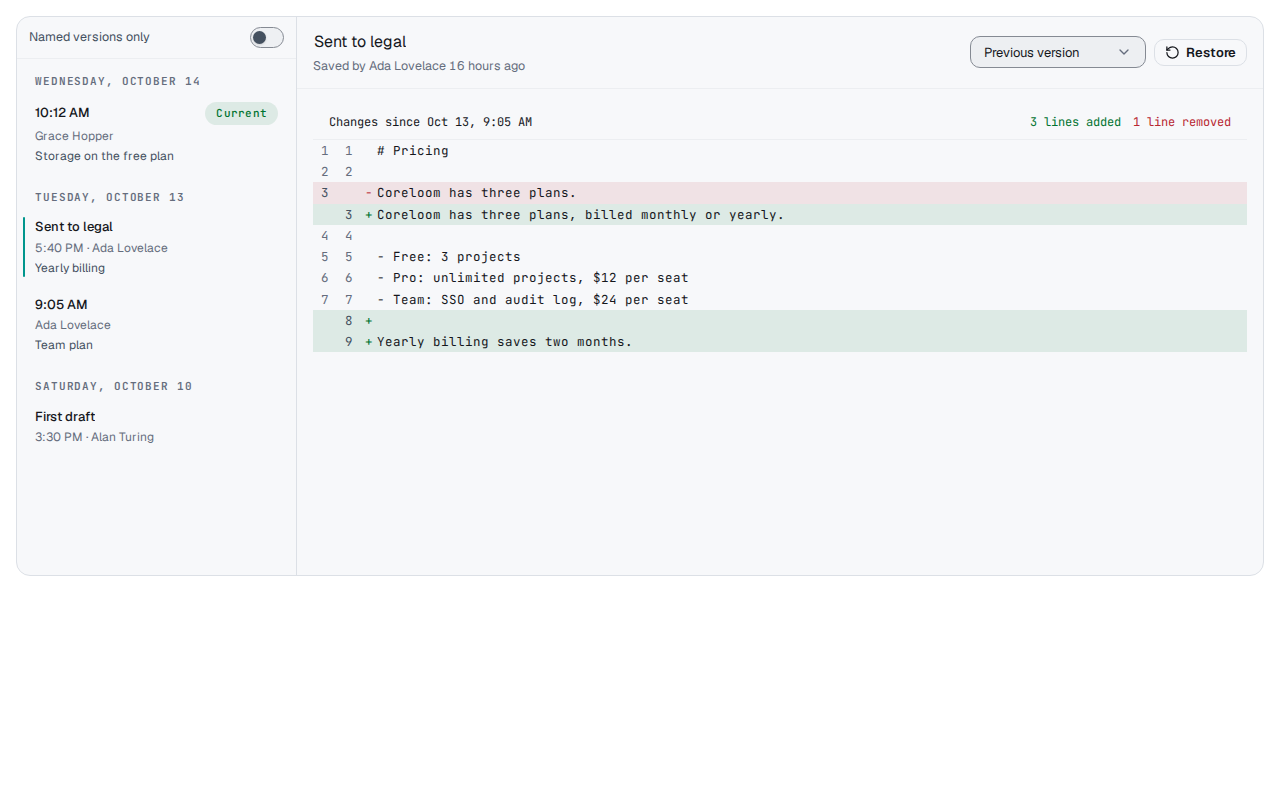 Named versions only
WEDNESDAY, OCTOBER 14
10:12 AM
Current
Grace Hopper
Storage on the free plan
TUESDAY, OCTOBER 13
Sent to legal
5:40 PM · Ada Lovelace
Yearly billing
9:05 AM
Ada Lovelace
Team plan
SATURDAY, OCTOBER 10
First draft
3:30 PM · Alan Turing
Sent to legal
Saved by Ada Lovelace 16 hours ago
Previous version
Restore
Changes since Oct 13, 9:05 AM
3 lines added 1 line removed
1 1 # Pricing
2 2
3 - Coreloom has three plans.
3 + Coreloom has three plans, billed monthly or yearly.
4 4
5 5 - Free: 3 projects
6 6 - Pro: unlimited projects, $12 per seat
7 7 - Team: SSO and audit log, $24 per seat
8 +
9 + Yearly billing saves two months.